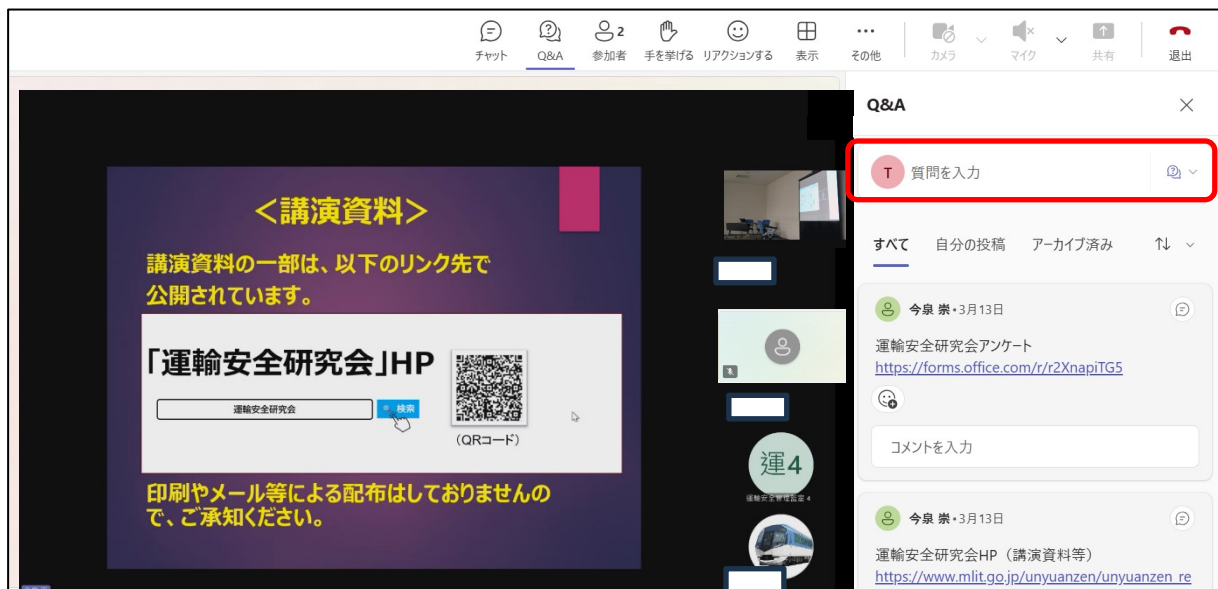 チャット
Q&A
参加者
2
手を挙げる
リアクションする
表示
その他
カメラ
マイク
共有
退出
<講演資料>
講演資料の一部は、以下のリンク先で
公開されています。
「運輸安全研究会」HP
運輸安全研究会
検索
(QRコード)
印刷やメール等による配布はしておりませんの
で、ご承知ください。
運4
運輸安全管理監室 4
Q&A
T
質問を入力
すべて
自分の投稿
アーカイブ済み
今泉 崇・3月13日
運輸安全研究会アンケート
https://forms.office.com/r/r2XnapiTG5
コメントを入力
今泉 崇・3月13日
運輸安全研究会HP（講演資料等）
https://www.mlit.go.jp/unyuanzen/unyuanzen_re